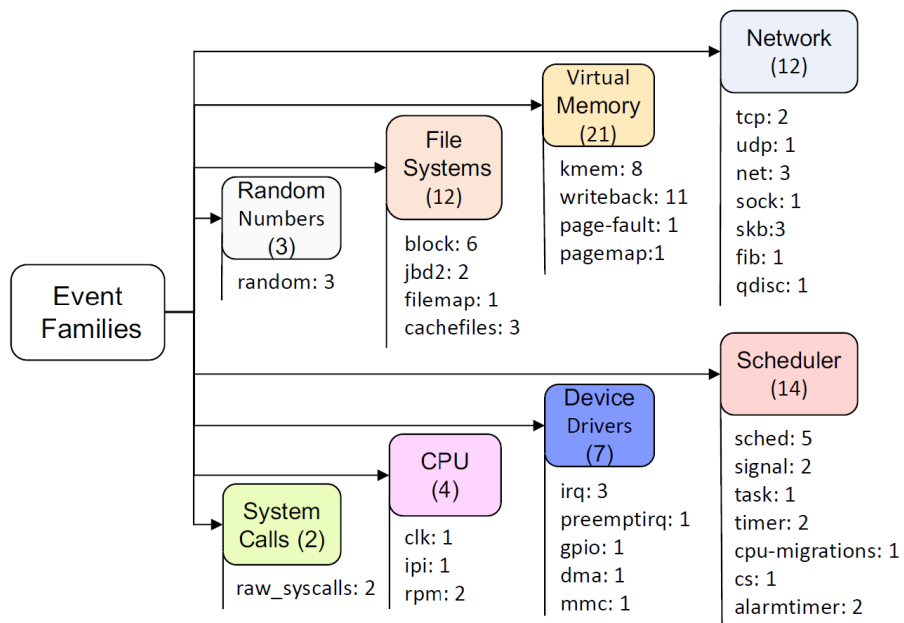 Event
Families
Random
Numbers
(3)
random: 3
File
Systems
(12)
block: 6
jbd2: 2
filemap: 1
cachefiles: 3
Virtual
Memory
(21)
kmem: 8
writeback: 11
page-fault: 1
pagemap:1
Network
(12)
tcp: 2
udp: 1
net: 3
sock: 1
skb:3
fib: 1
qdisc: 1
System
Calls (2)
raw_syscalls: 2
CPU
(4)
clk: 1
ipi: 1
rpm: 2
Device
Drivers
(7)
irq: 3
preemptirq: 1
gpio: 1
dma: 1
mmc: 1
Scheduler
(14)
sched: 5
signal: 2
task: 1
timer: 2
cpu-migrations: 1
cs: 1
alarmtimer: 2